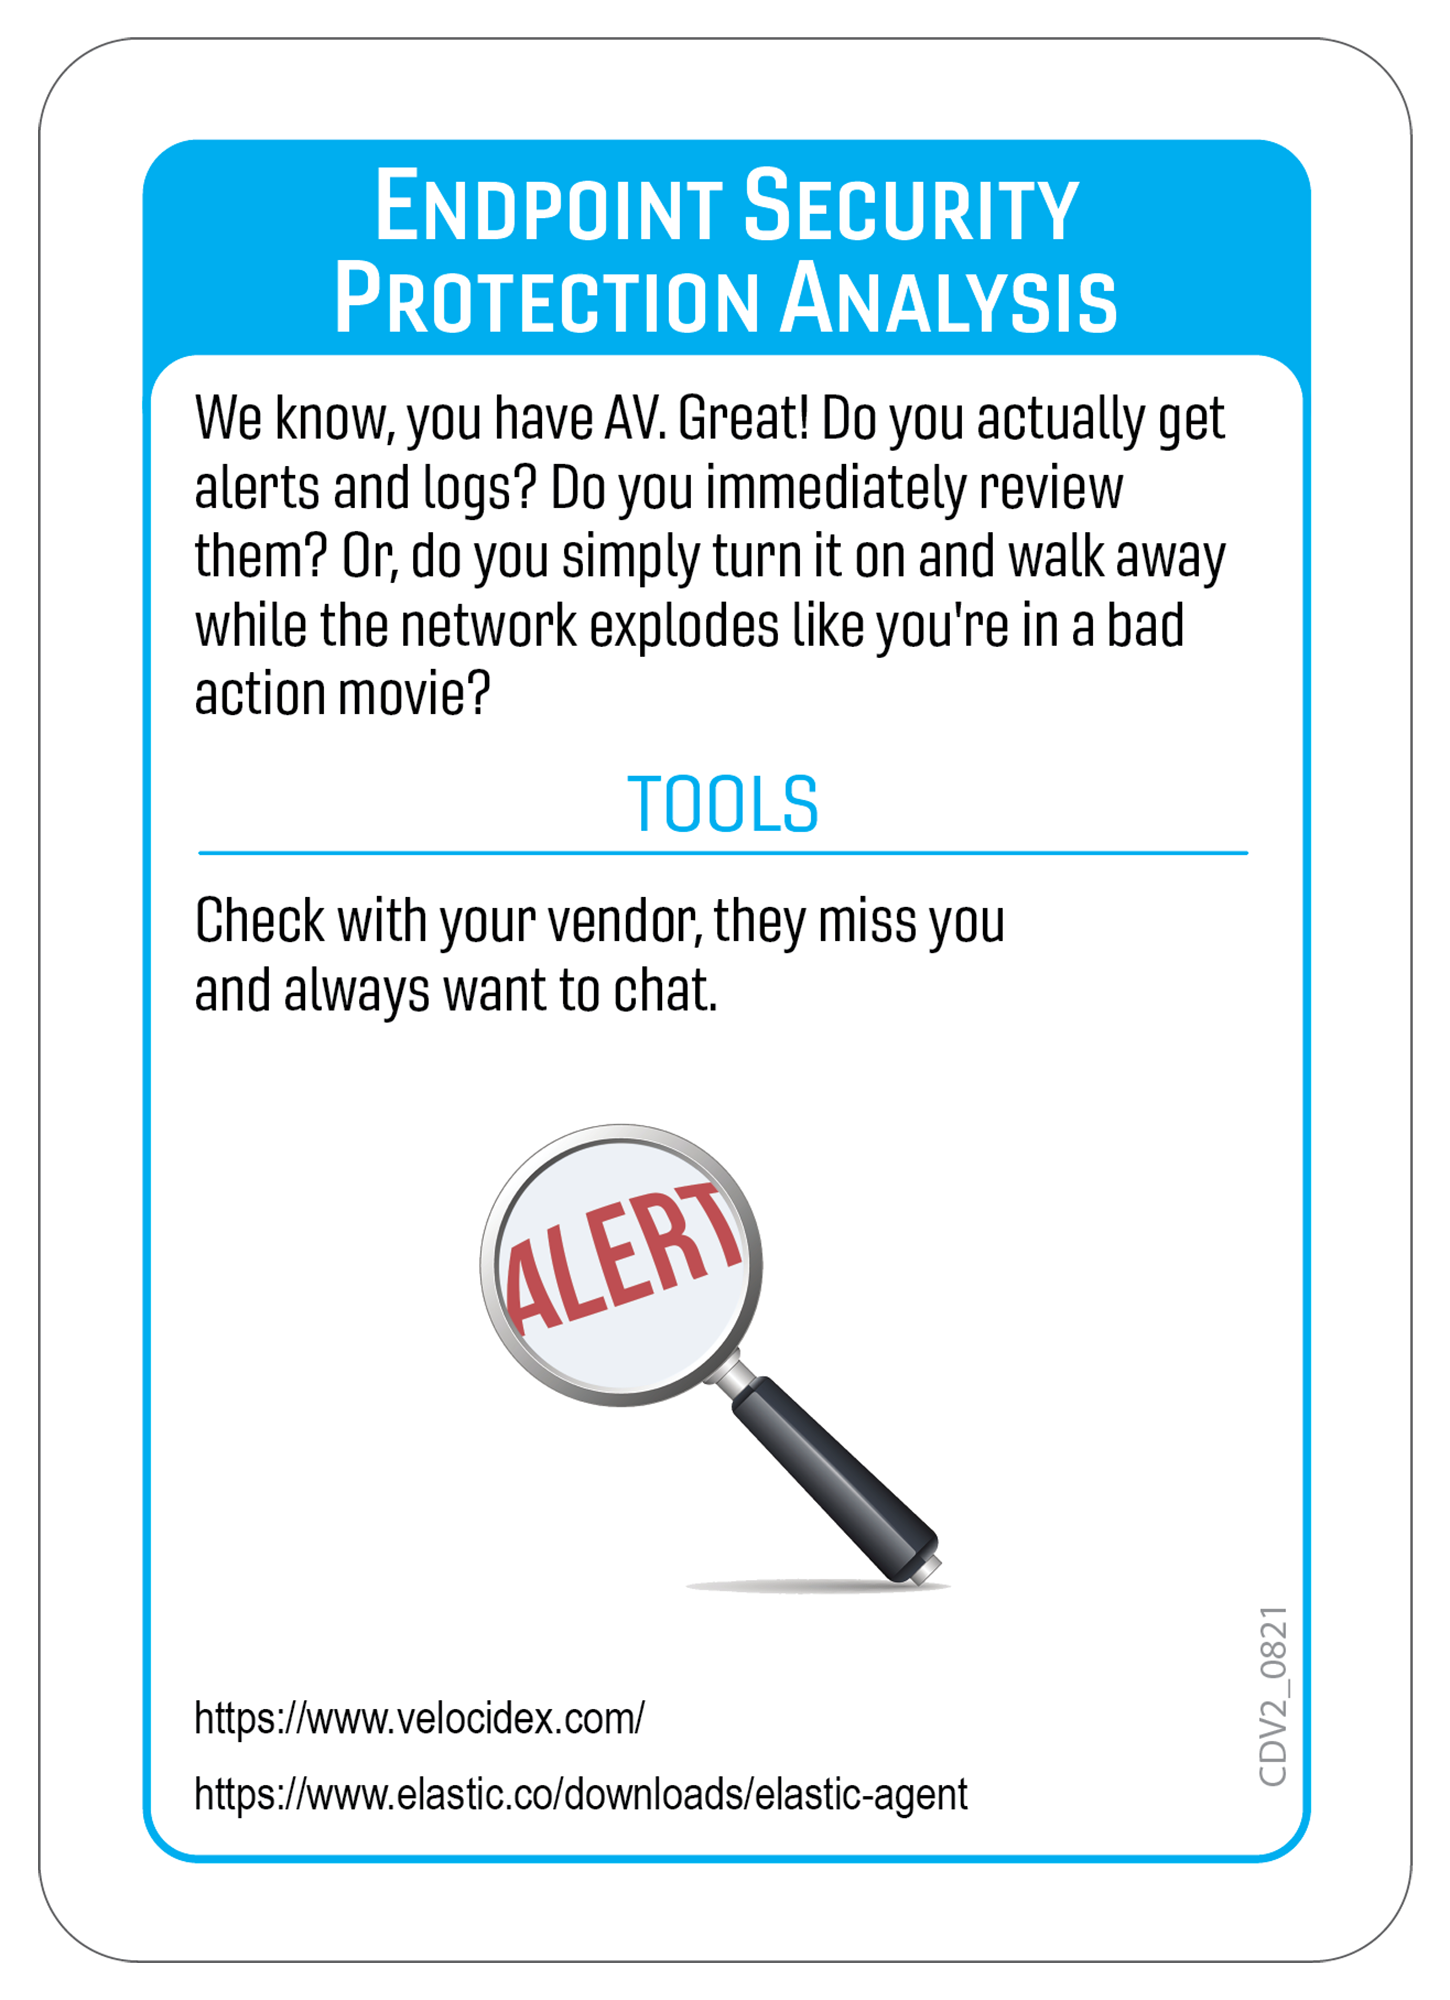 Endpoint Security
Protection Analysis
We know, you have AV. Great! Do you actually get
alerts and logs? Do you immediately review
them? Or, do you simply turn it on and walk away
while the network explodes like you're in a bad
action movie?
TOOLS
Check with your vendor, they miss you
and always want to chat.
ALERT
CDV2_0821
https://www.velocidex.com/
https://www.elastic.co/downloads/elastic-agent